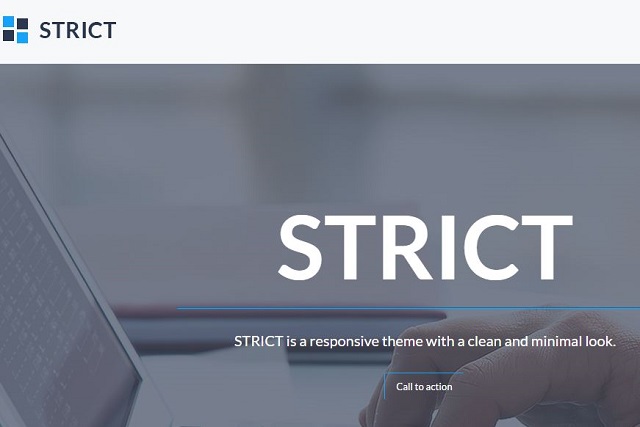 STRICT
STRICT
STRICT is a responsive theme with a clean and minimal look.
Call to action